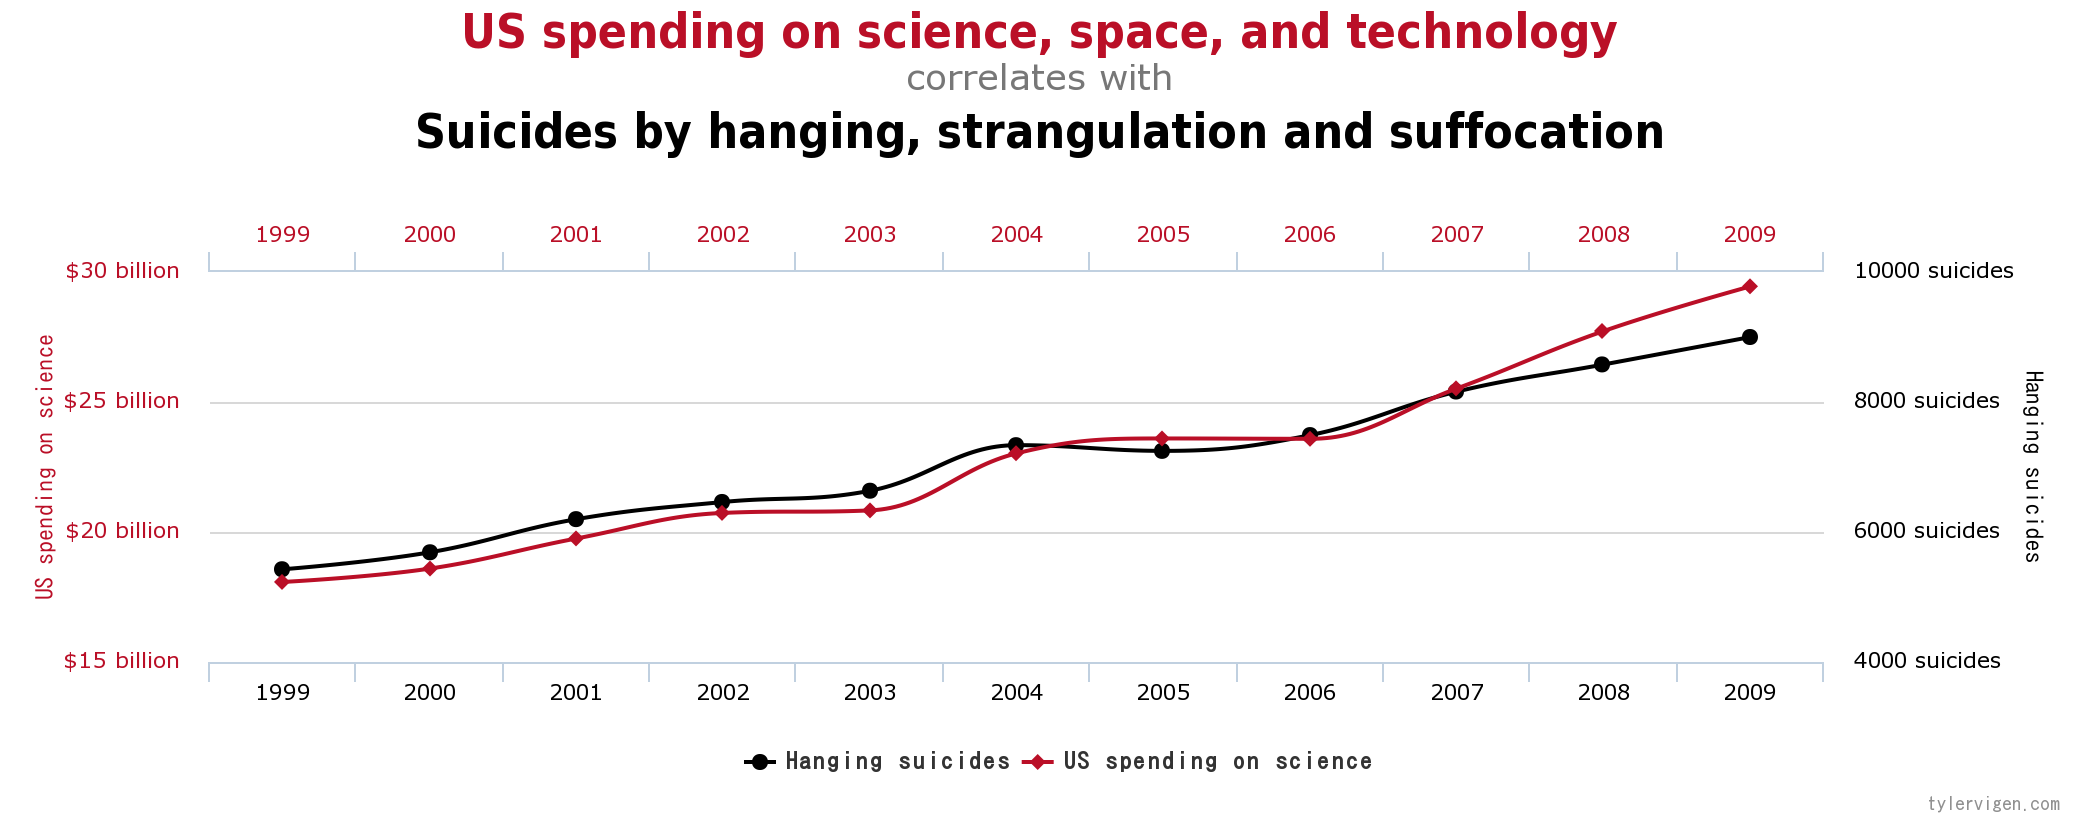 US spending on science, space, and technology
correlates with
Suicides by hanging, strangulation and suffocation
1999 2000 2001 2002 2003 2004 2005 2006 2007 2008 2009
$30 billion
10000 suicides
US spending on science
$25 billion
8000 suicides
Hanging suicides
$20 billion
6000 suicides
$15 billion
4000 suicides
1999 2000 2001 2002 2003 2004 2005 2006 2007 2008 2009
Hanging suicides US spending on science
tylervigen.com